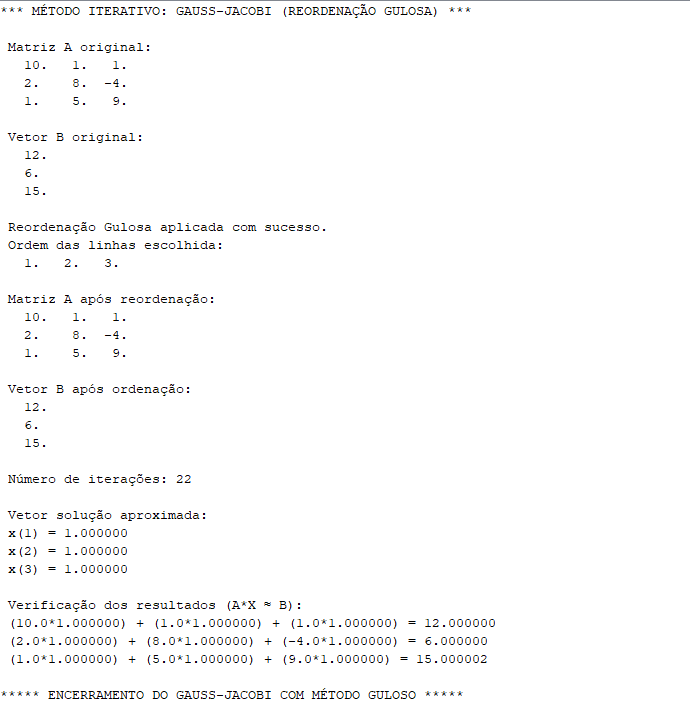 *** MÉTODO ITERATIVO: GAUSS-JACOBI (REORDENAÇÃO GULOSA) ***
Matriz A original:
10. 1. 1.
2. 8. -4.
1. 5. 9.
Vetor B original:
12.
6.
15.
Reordenação Gulosa aplicada com sucesso.
Ordem das linhas escolhida:
1. 2. 3.
Matriz A após reordenação:
10. 1. 1.
2. 8. -4.
1. 5. 9.
Vetor B após ordenação:
12.
6.
15.
Número de iterações: 22
Vetor solução aproximada:
x(1) = 1.000000
x(2) = 1.000000
x(3) = 1.000000
Verificação dos resultados (A*X ≈ B):
(10.0*1.000000) + (1.0*1.000000) + (1.0*1.000000) = 12.000000
(2.0*1.000000) + (8.0*1.000000) + (-4.0*1.000000) = 6.000000
(1.0*1.000000) + (5.0*1.000000) + (9.0*1.000000) = 15.000002
***** ENCERRAMENTO DO GAUSS-JACOBI COM MÉTODO GULOSO *****